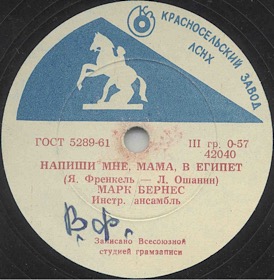 КРАСНОСЕЛЬСКИЙ ЗАВОД
ЛСНХ
ГОСТ 5289-61
III гр. 0-57
42040
НАПИШИ МНЕ, МАМА, В ЕГИПЕТ
(Я. Френкель — Л. Ошанин)
МАРК БЕРНЕС
Инстр. ансамбль
Записано Всесоюзной
студией грамзаписи